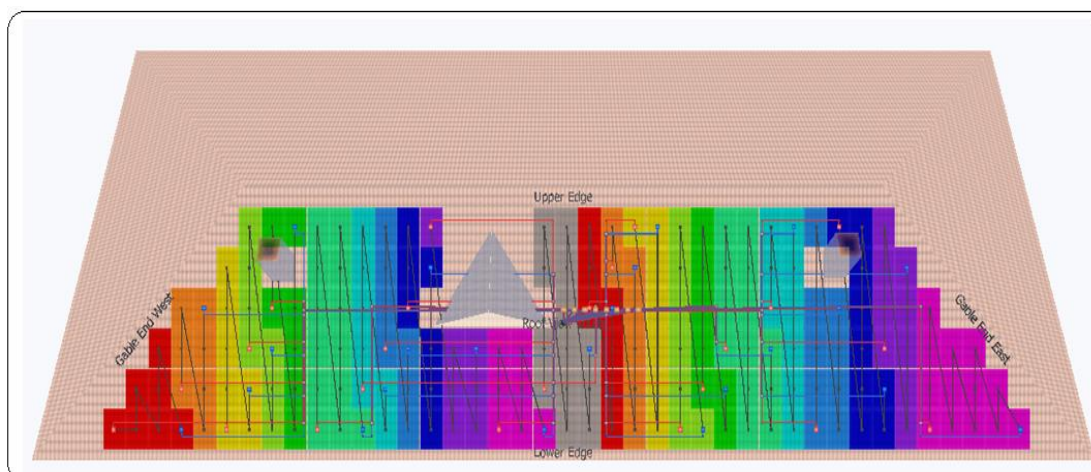 Upper Edge
Gable End West
Gable End East
Lower Edge